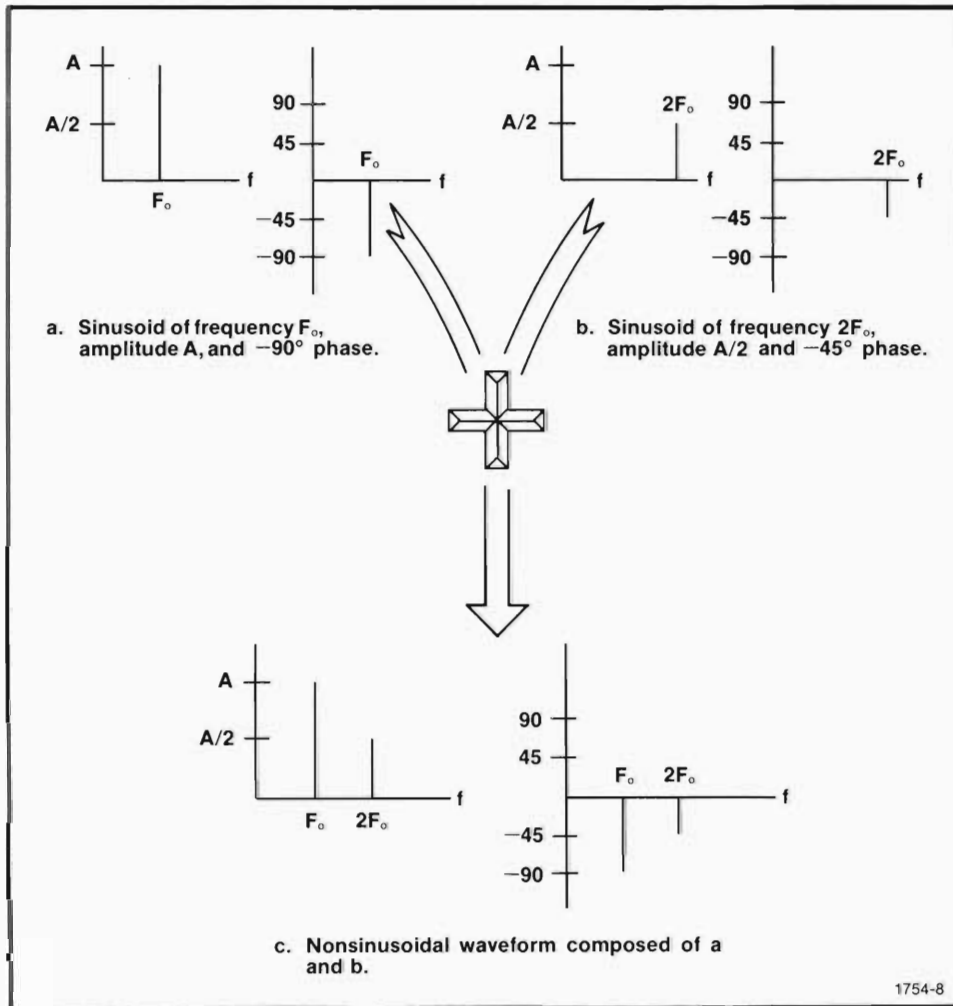 A
A/2
F₀
f
90
45
−45
−90
F₀
f
A
A/2
2F₀
f
90
45
−45
−90
2F₀
f
a. Sinusoid of frequency F₀,
amplitude A, and −90° phase.
b. Sinusoid of frequency 2F₀,
amplitude A/2 and −45° phase.
A
A/2
F₀ 2F₀
f
90
45
−45
−90
F₀ 2F₀
f
c. Nonsinusoidal waveform composed of a
and b.
1754-8